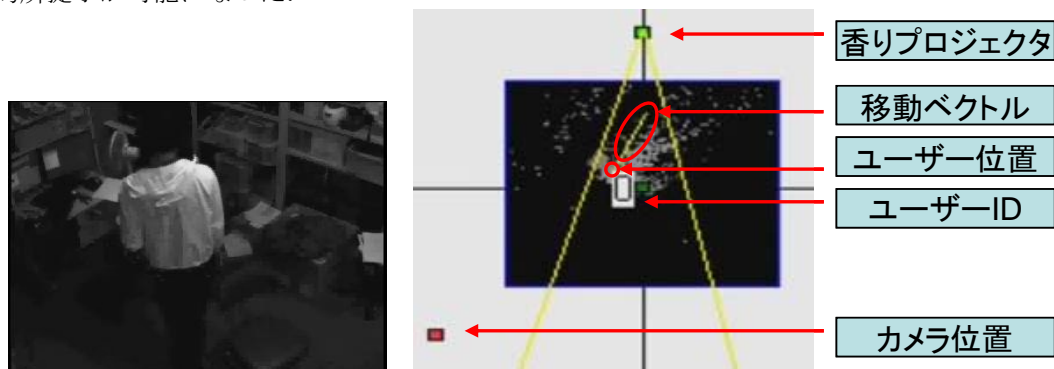 香りプロジェクタ
移動ベクトル
ユーザー位置
ユーザーID
カメラ位置